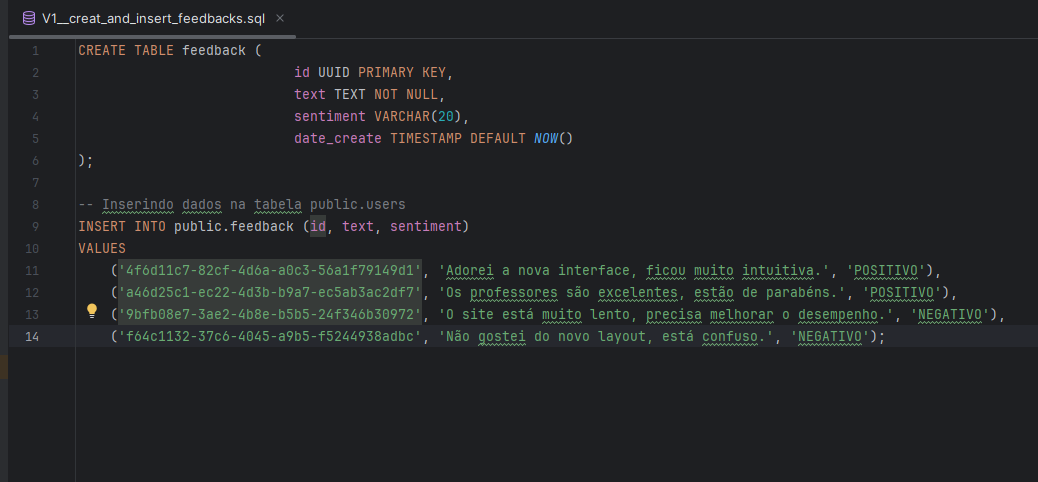 V1__creat_and_insert_feedbacks.sql ×
1 CREATE TABLE feedback (
2 id UUID PRIMARY KEY,
3 text TEXT NOT NULL,
4 sentiment VARCHAR(20),
5 date_create TIMESTAMP DEFAULT NOW()
6 );
7
8 -- Inserindo dados na tabela public.users
9 INSERT INTO public.feedback (id, text, sentiment)
10 VALUES
11 ('4f6d11c7-82cf-4d6a-a0c3-56a1f79149d1', 'Adorei a nova interface, ficou muito intuitiva.', 'POSITIVO'),
12 ('a46d25c1-ec22-4d3b-b9a7-ec5ab3ac2df7', 'Os professores são excelentes, estão de parabéns.', 'POSITIVO'),
13 ('9bfb08e7-3ae2-4b8e-b5b5-24f346b30972', 'O site está muito lento, precisa melhorar o desempenho.', 'NEGATIVO'),
14 ('f64c1132-37c6-4045-a9b5-f5244938adbc', 'Não gostei do novo layout, está confuso.', 'NEGATIVO');